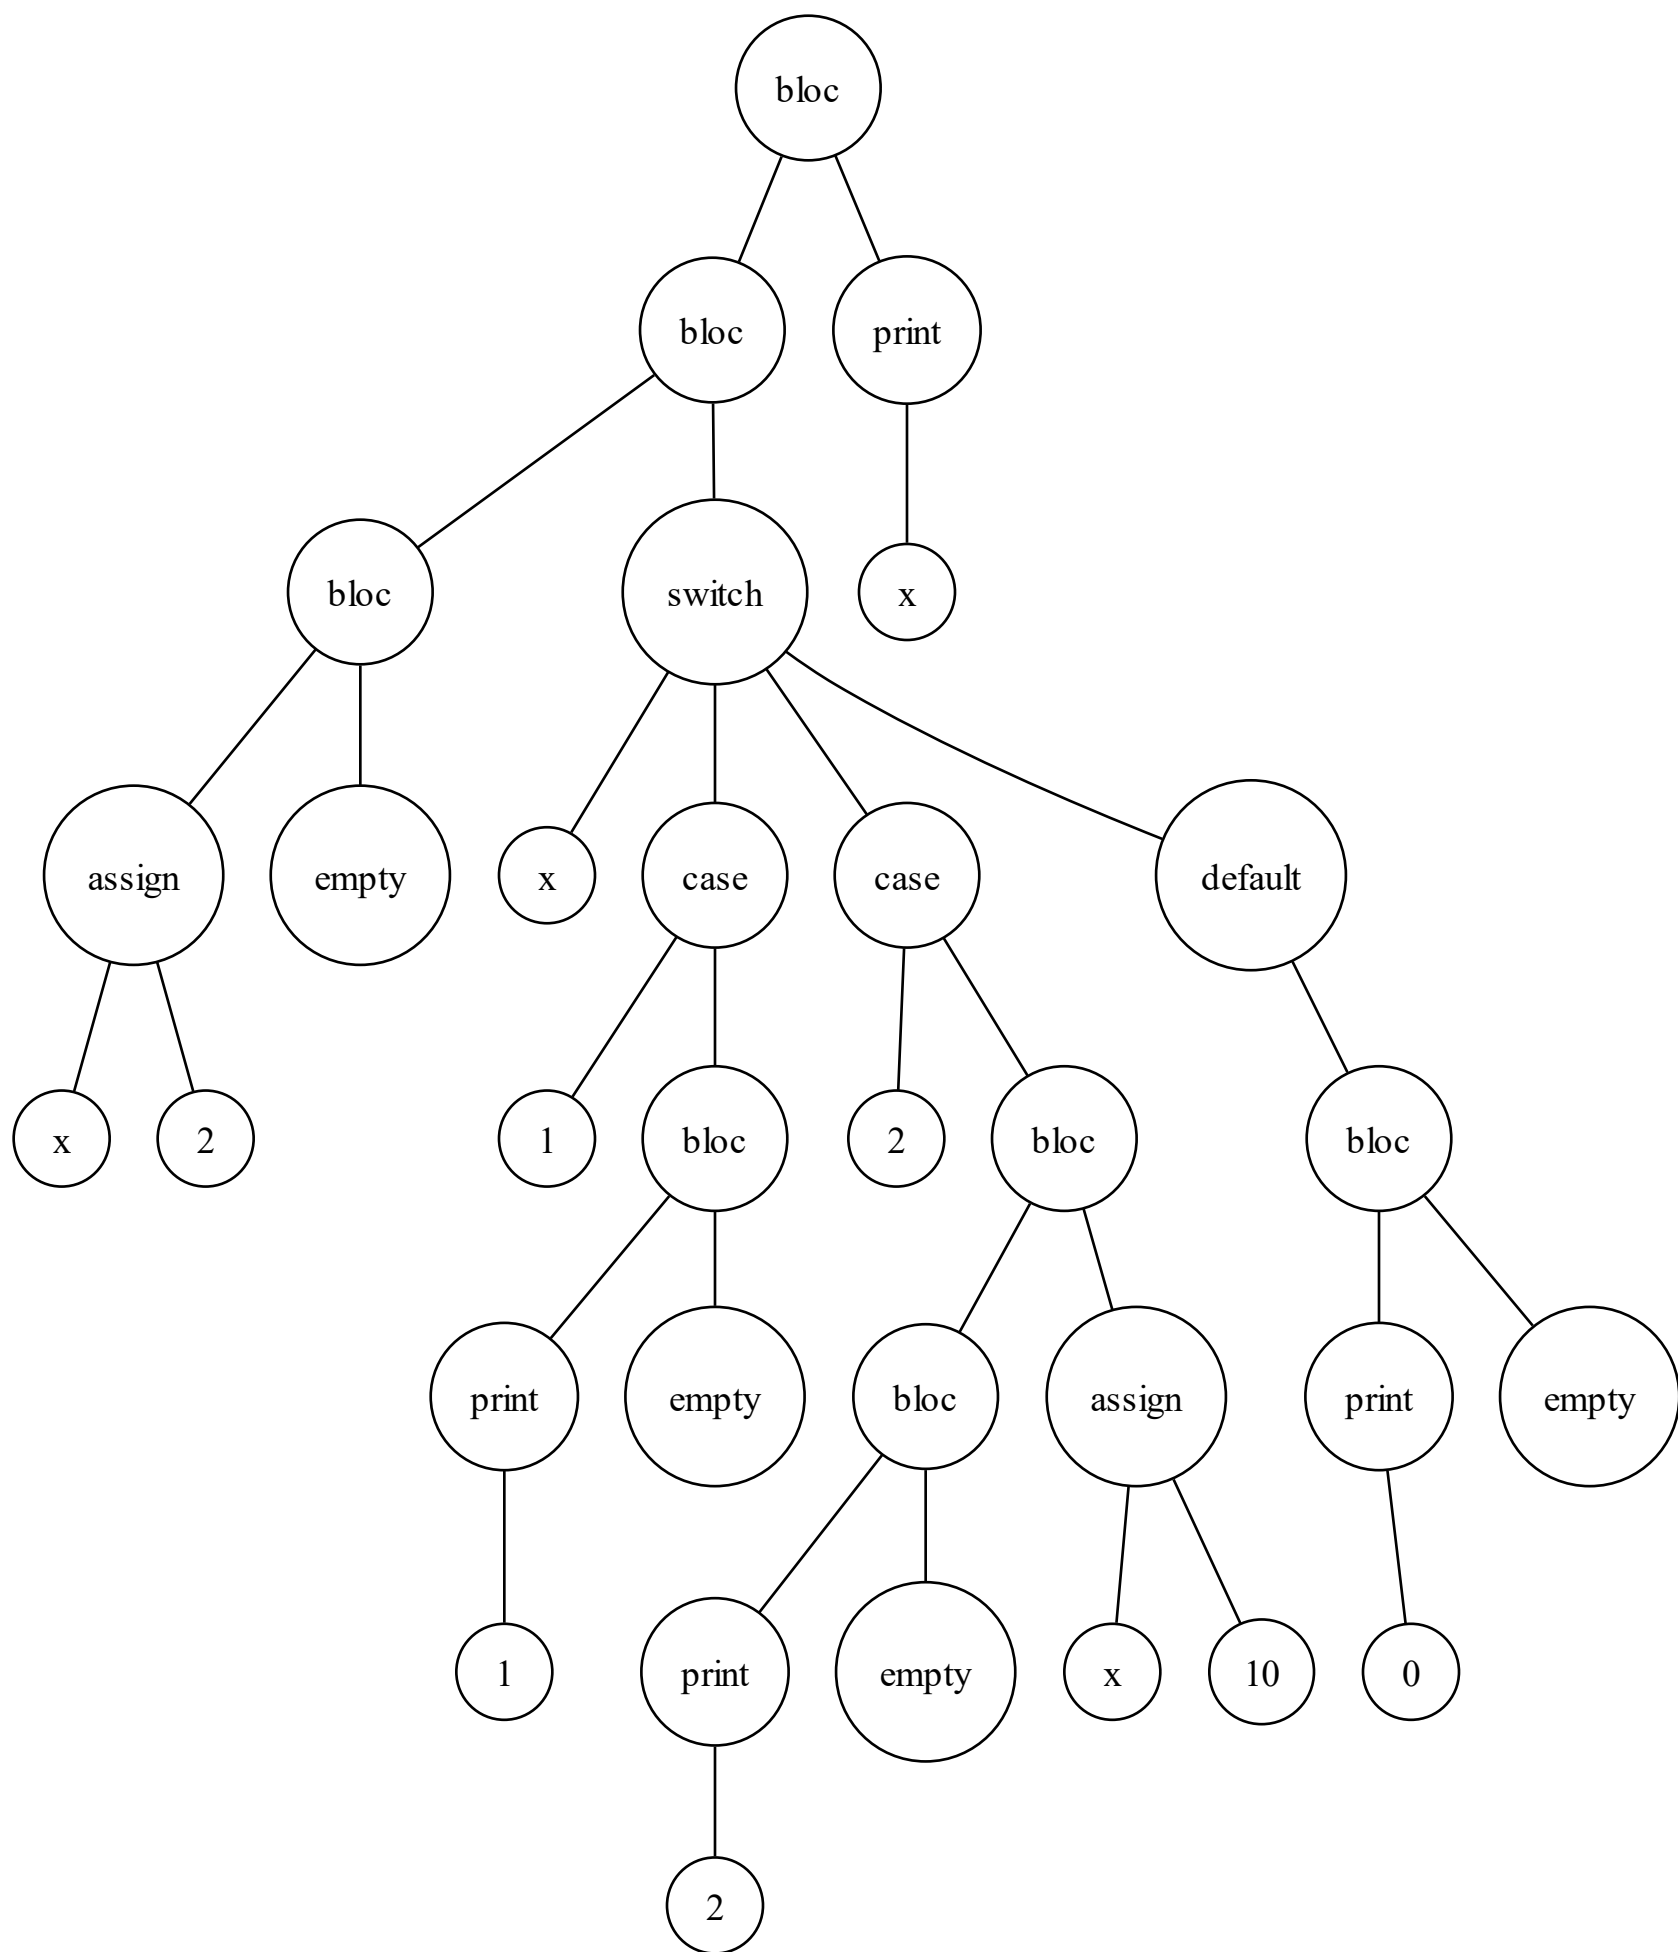 bloc
bloc
print
bloc
switch
x
assign
empty
x
case
case
default
x
2
1
bloc
2
bloc
bloc
print
empty
bloc
assign
print
empty
1
print
empty
x
10
0
2